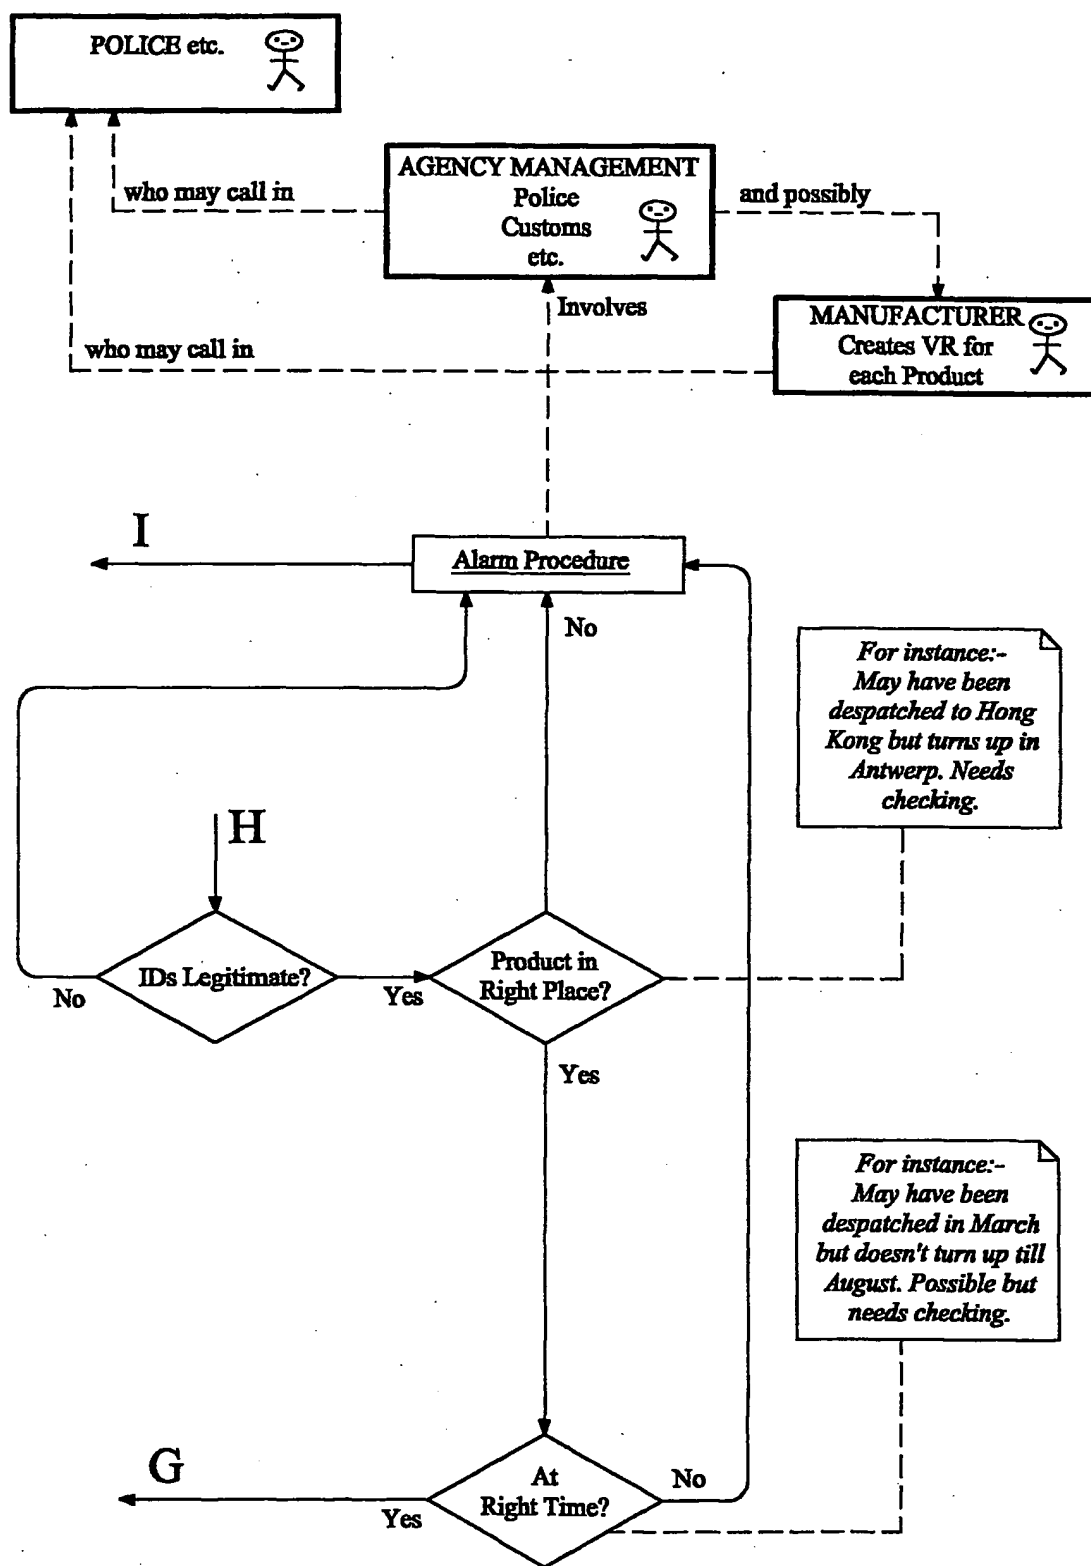 POLICE etc.
AGENCY MANAGEMENT
Police
Customs
etc.
who may call in
and possibly
Involves
MANUFACTURER
Creates VR for
each Product
who may call in
I
Alarm Procedure
No
For instance:-
May have been
despatched to Hong
Kong but turns up in
Antwerp. Needs
checking.
H
IDs Legitimate?
No
Yes
Product in
Right Place?
Yes
For instance:-
May have been
despatched in March
but doesn't turn up till
August. Possible but
needs checking.
G
Yes
At
Right Time?
No